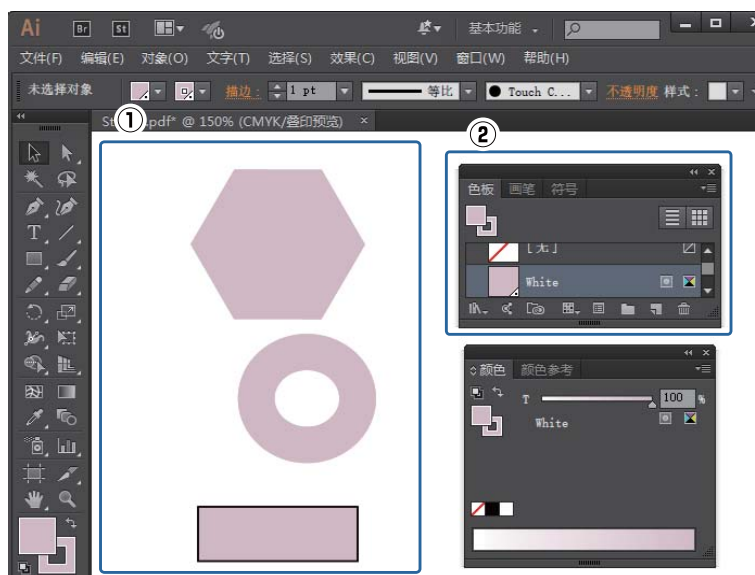 Ai Br St 基本功能
文件(F) 编辑(E) 对象(O) 文字(T) 选择(S) 效果(C) 视图(V) 窗口(W) 帮助(H)
未选择对象 描边: 1 pt 等比 Touch C... 不透明度 样式:
① ②
St .pdf* @ 150% (CMYK/叠印预览) ×
色板 画笔 符号
[无]
White
颜色 颜色参考
T 100 %
White
T